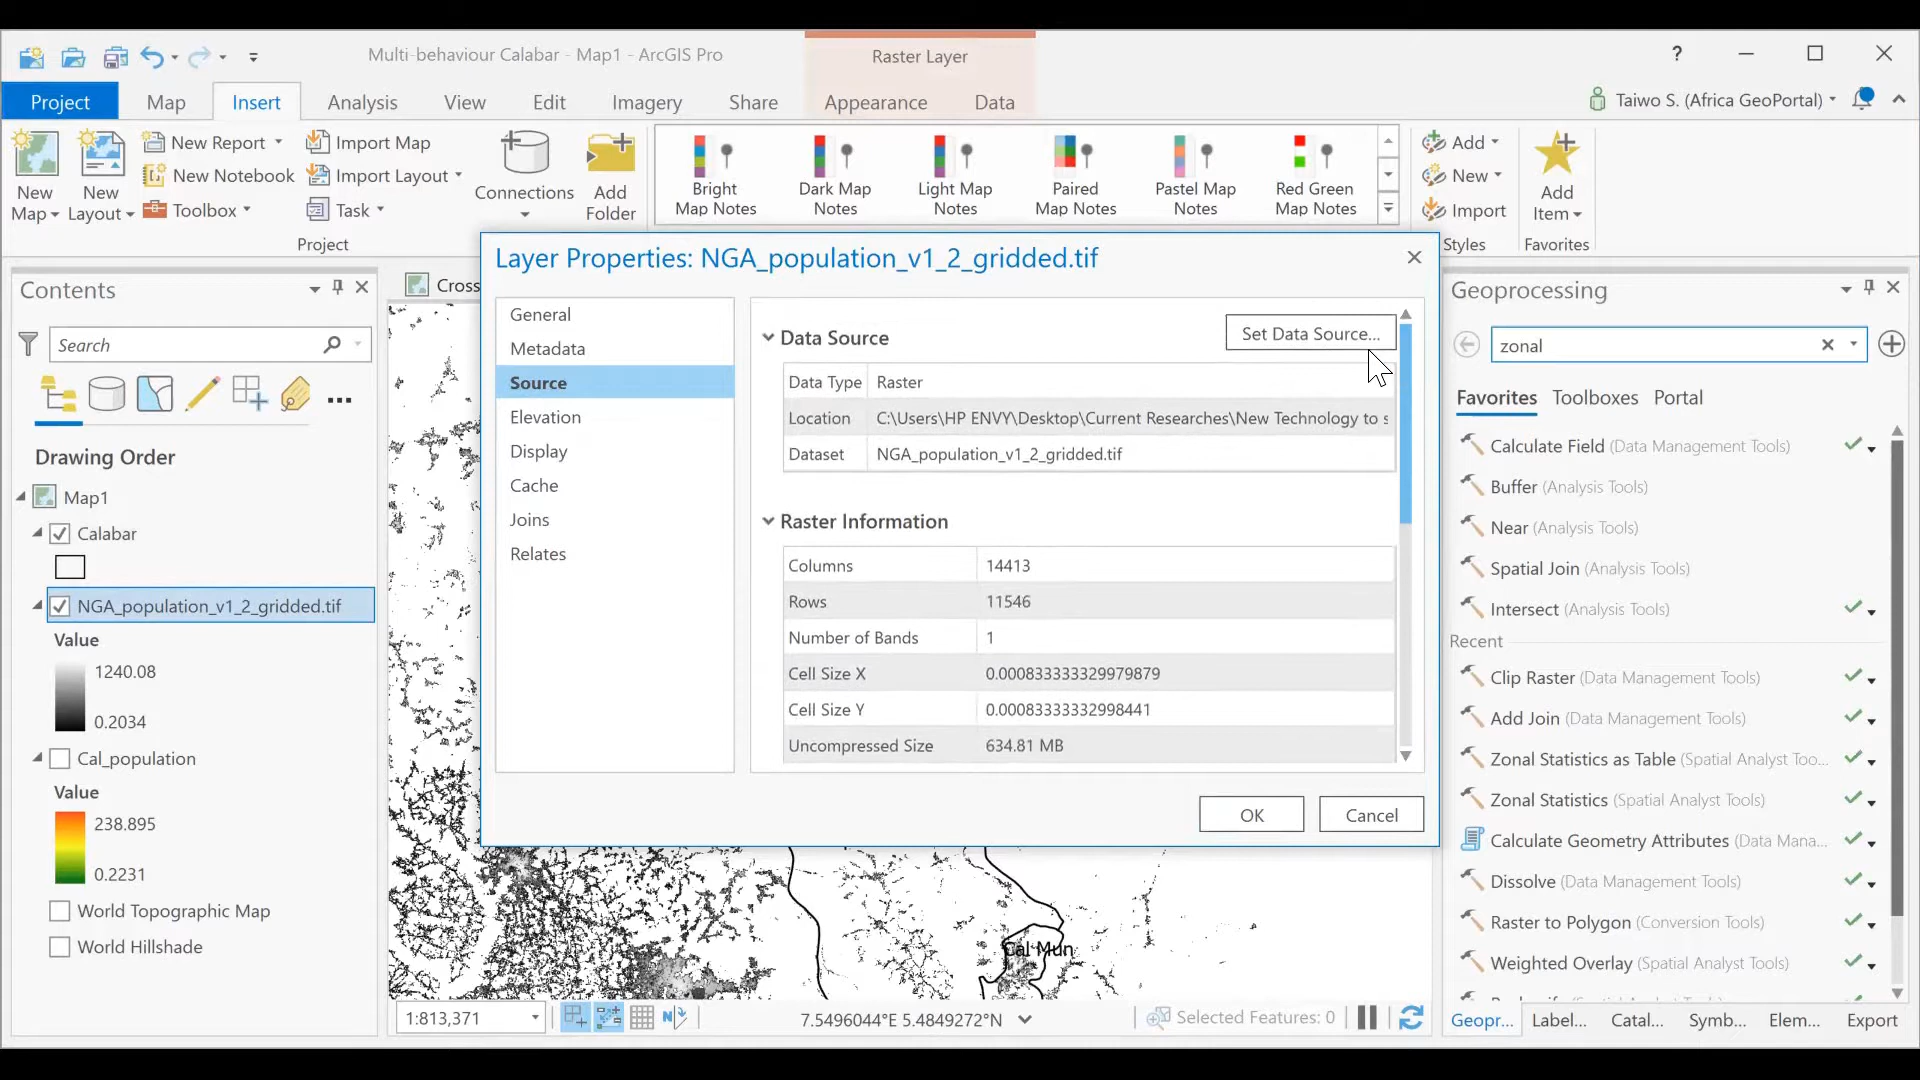 Multi-behaviour Calabar - Map1 - ArcGIS Pro
Raster Layer
?
Project
Map
Insert
Analysis
View
Edit
Imagery
Share
Appearance
Data
Taiwo S. (Africa GeoPortal)
New Map
New Layout
New Report
New Notebook
Toolbox
Import Map
Import Layout
Task
Project
Connections
Add Folder
Bright Map Notes
Dark Map Notes
Light Map Notes
Paired Map Notes
Pastel Map Notes
Red Green Map Notes
Add
New
Import
Styles
Add Item
Favorites
Contents
Search
Drawing Order
Map1
Calabar
NGA_population_v1_2_gridded.tif
Value
1240.08
0.2034
Cal_population
Value
238.895
0.2231
World Topographic Map
World Hillshade
Cross
Layer Properties: NGA_population_v1_2_gridded.tif
General
Metadata
Source
Elevation
Display
Cache
Joins
Relates
Data Source
Set Data Source...
Data Type Raster
Location C:\Users\HP ENVY\Desktop\Current Researches\New Technology to s
Dataset NGA_population_v1_2_gridded.tif
Raster Information
Columns 14413
Rows 11546
Number of Bands 1
Cell Size X 0.000833333329979879
Cell Size Y 0.00083333332998441
Uncompressed Size 634.81 MB
OK
Cancel
Cal Mun
1:813,371
7.5496044°E 5.4849272°N
Selected Features: 0
Geoprocessing
zonal
Favorites Toolboxes Portal
Calculate Field (Data Management Tools)
Buffer (Analysis Tools)
Near (Analysis Tools)
Spatial Join (Analysis Tools)
Intersect (Analysis Tools)
Recent
Clip Raster (Data Management Tools)
Add Join (Data Management Tools)
Zonal Statistics as Table (Spatial Analyst Too...
Zonal Statistics (Spatial Analyst Tools)
Calculate Geometry Attributes (Data Mana...
Dissolve (Data Management Tools)
Raster to Polygon (Conversion Tools)
Weighted Overlay (Spatial Analyst Tools)
Geopr... Label... Catal... Symb... Elem... Export